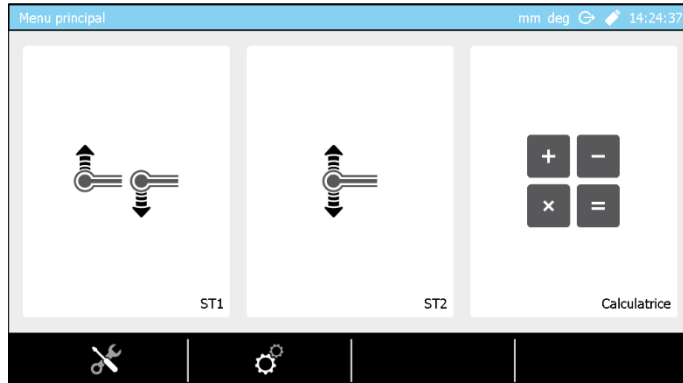 Menu principal mm deg 14:24:37
+ −
× =
ST1 ST2 Calculatrice